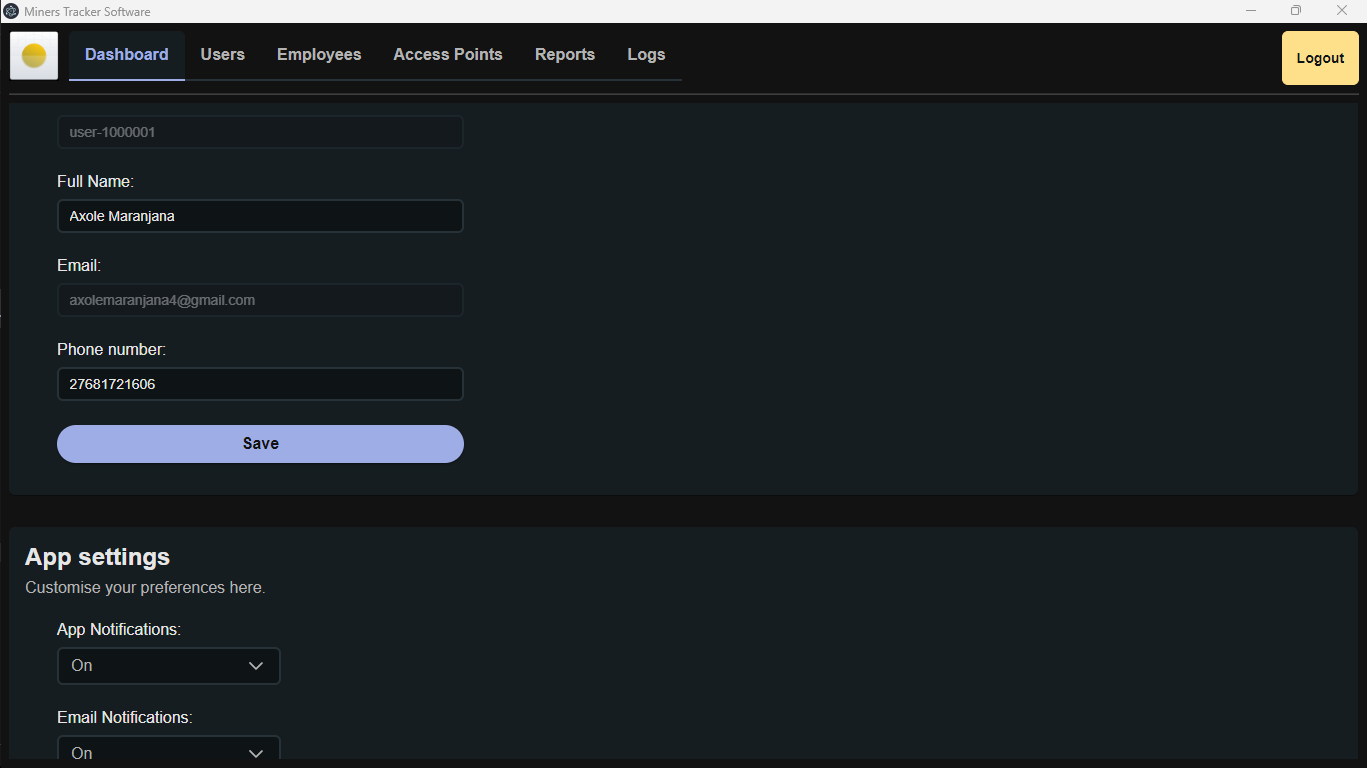 Miners Tracker Software
Dashboard Users Employees Access Points Reports Logs Logout
user-1000001
Full Name:
Axole Maranjana
Email:
axolemaranjana4@gmail.com
Phone number:
27681721606
Save
App settings
Customise your preferences here.
App Notifications:
On
Email Notifications:
On